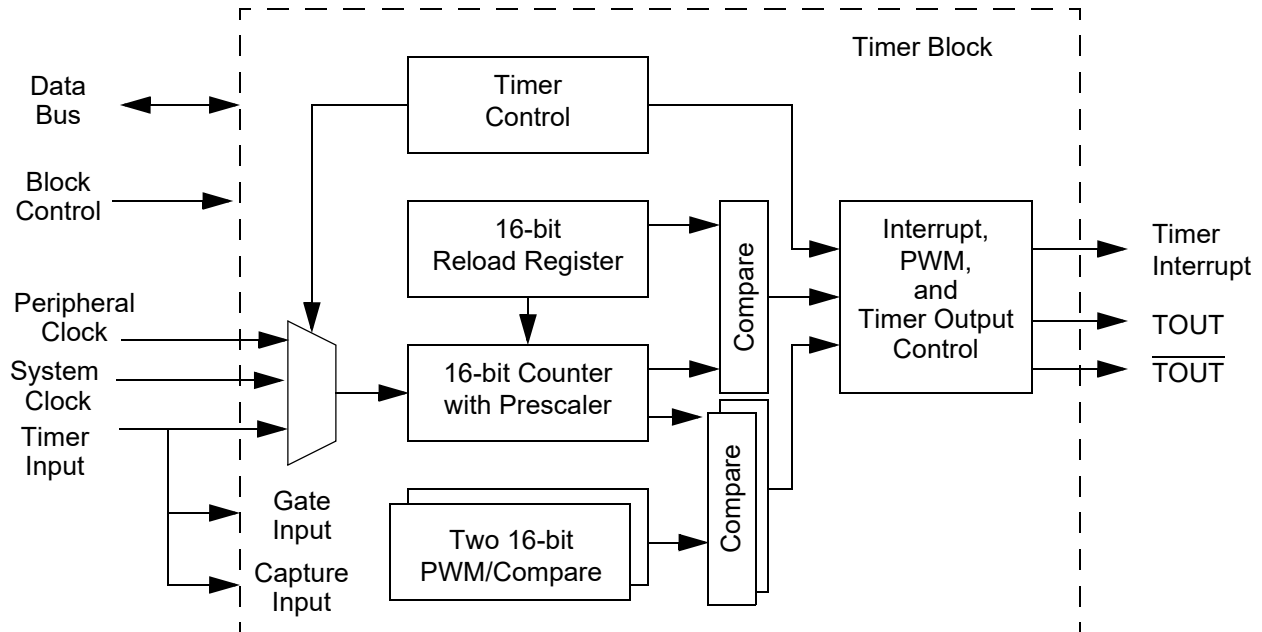 Timer Block
Data
Bus
Timer
Control
Block
Control
16-bit
Reload Register
Compare
Interrupt,
PWM,
and
Timer Output
Control
Timer
Interrupt
Peripheral
Clock
TOUT
System
Clock
16-bit Counter
with Prescaler
T̅O̅U̅T̅
Timer
Input
Gate
Input
Compare
Two 16-bit
PWM/Compare
Capture
Input